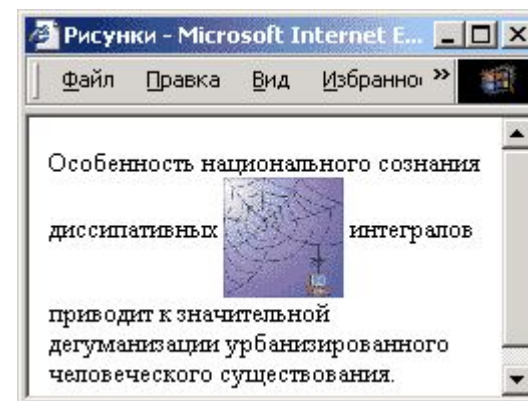 Рисунки - Microsoft Internet E...
Файл Правка Вид Избранно »
Особенность национального сознания
диссипативных интегралов
приводит к значительной
дегуманизации урбанизированного
человеческого существования.